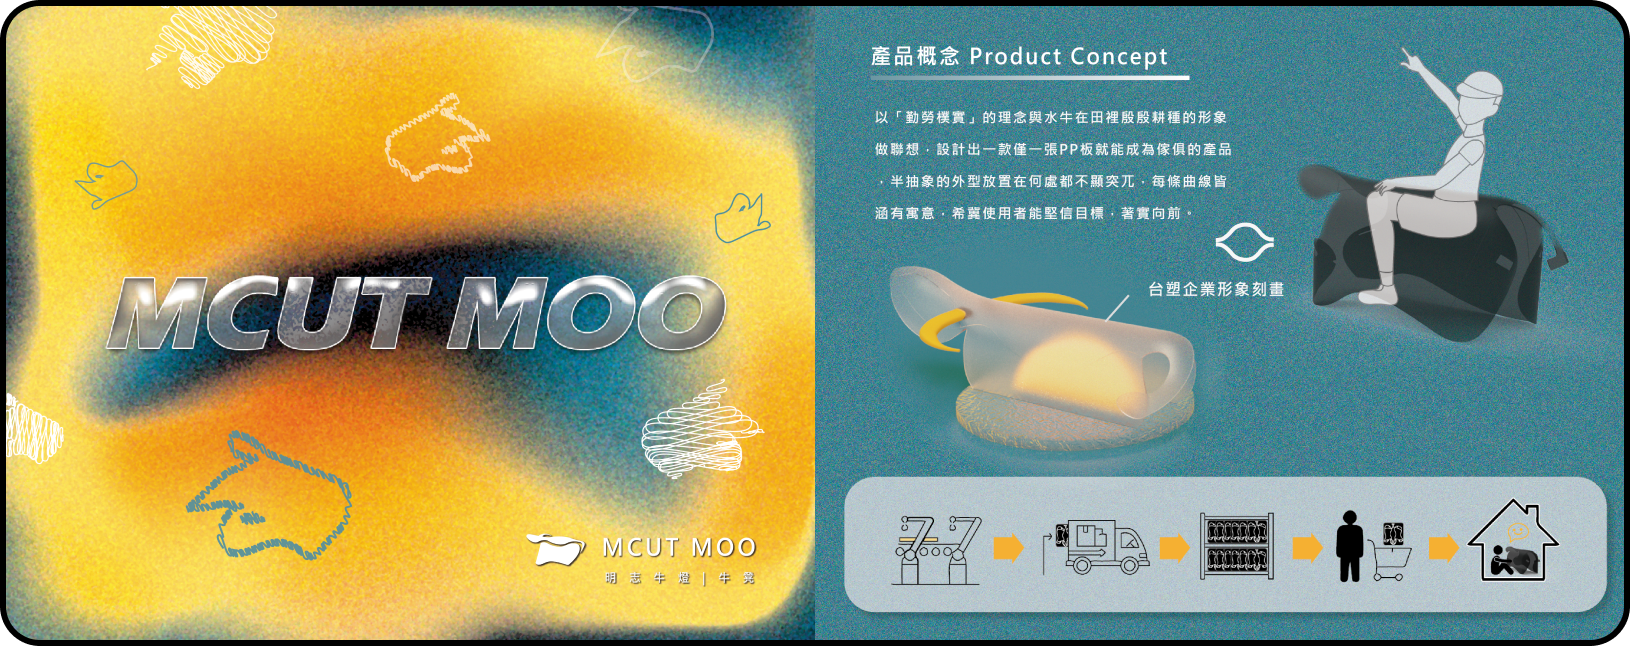 MCUT MOO
MCUT MOO
明志牛燈|牛凳
產品概念 Product Concept
以「勤勞樸實」的理念與水牛在田裡殷殷耕種的形象
做聯想，設計出一款僅一張PP板就能成為傢俱的產品
，半抽象的外型放置在何處都不顯突兀，每條曲線皆
涵有寓意，希冀使用者能堅信目標，著實向前。
台塑企業形象刻畫